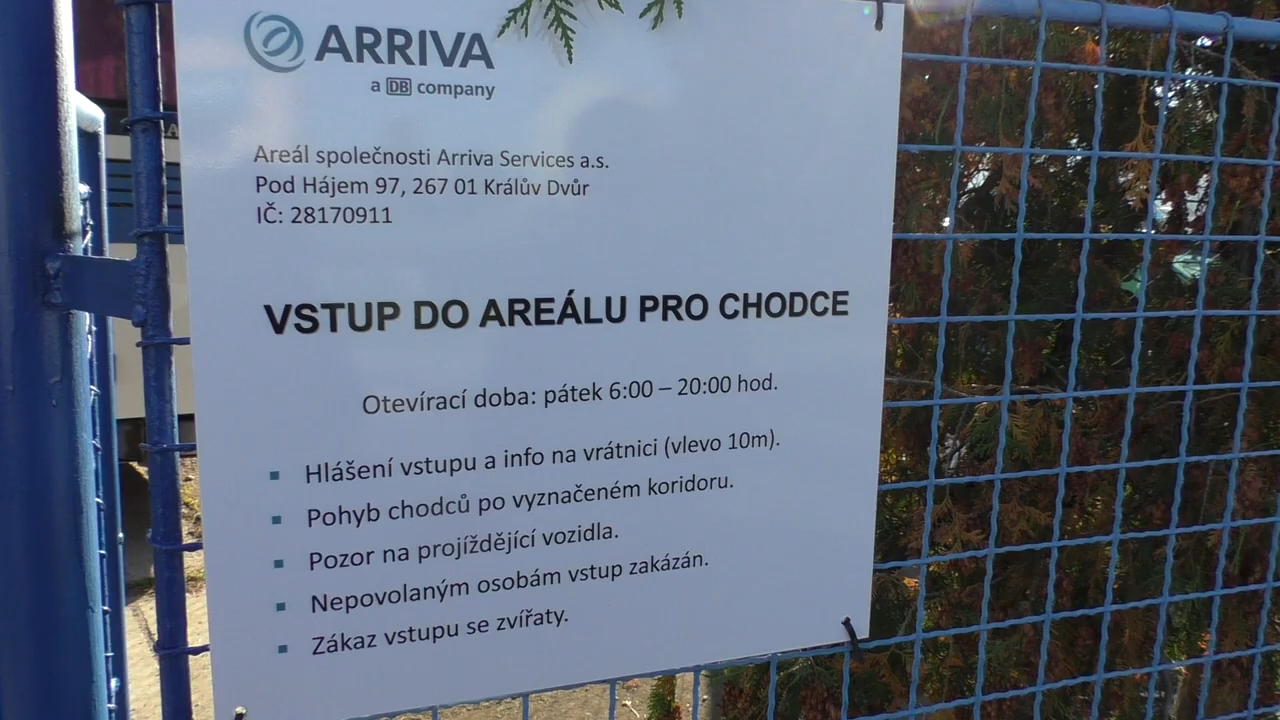 ARRIVA
a DB company
Areál společnosti Arriva Services a.s.
Pod Hájem 97, 267 01 Králův Dvůr
IČ: 28170911
VSTUP DO AREÁLU PRO CHODCE
Otevírací doba: pátek 6:00 – 20:00 hod.
▪ Hlášení vstupu a info na vrátnici (vlevo 10m).
▪ Pohyb chodců po vyznačeném koridoru.
▪ Pozor na projíždějící vozidla.
▪ Nepovolaným osobám vstup zakázán.
▪ Zákaz vstupu se zvířaty.